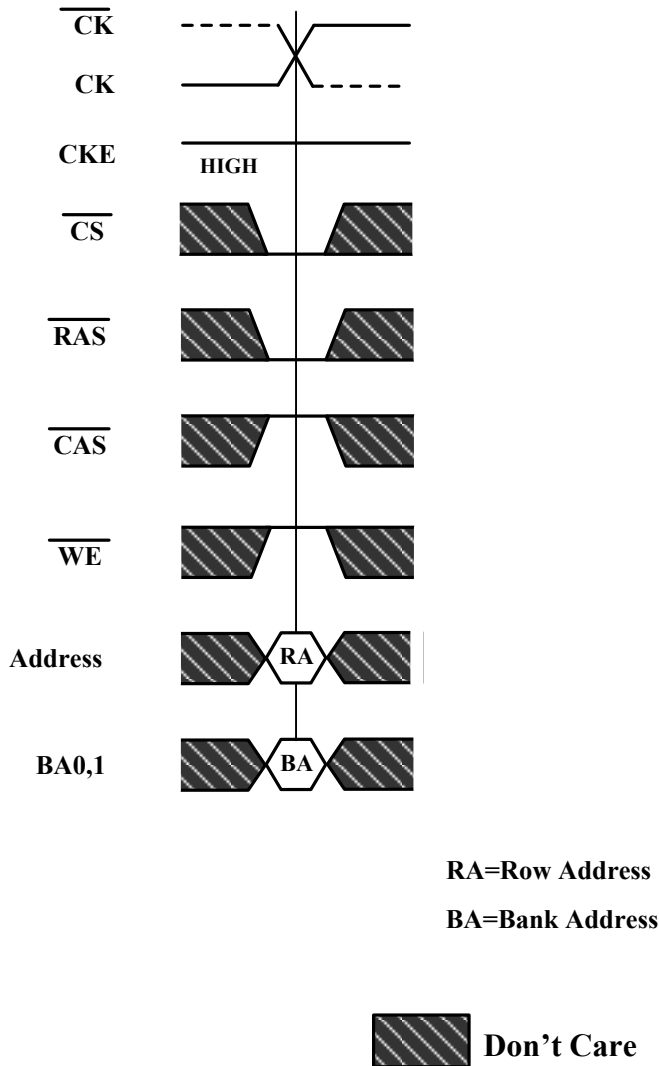 CK
CK
CKE
HIGH
CS
RAS
CAS
WE
Address
RA
BA0,1
BA
RA=Row Address
BA=Bank Address
Don’t Care